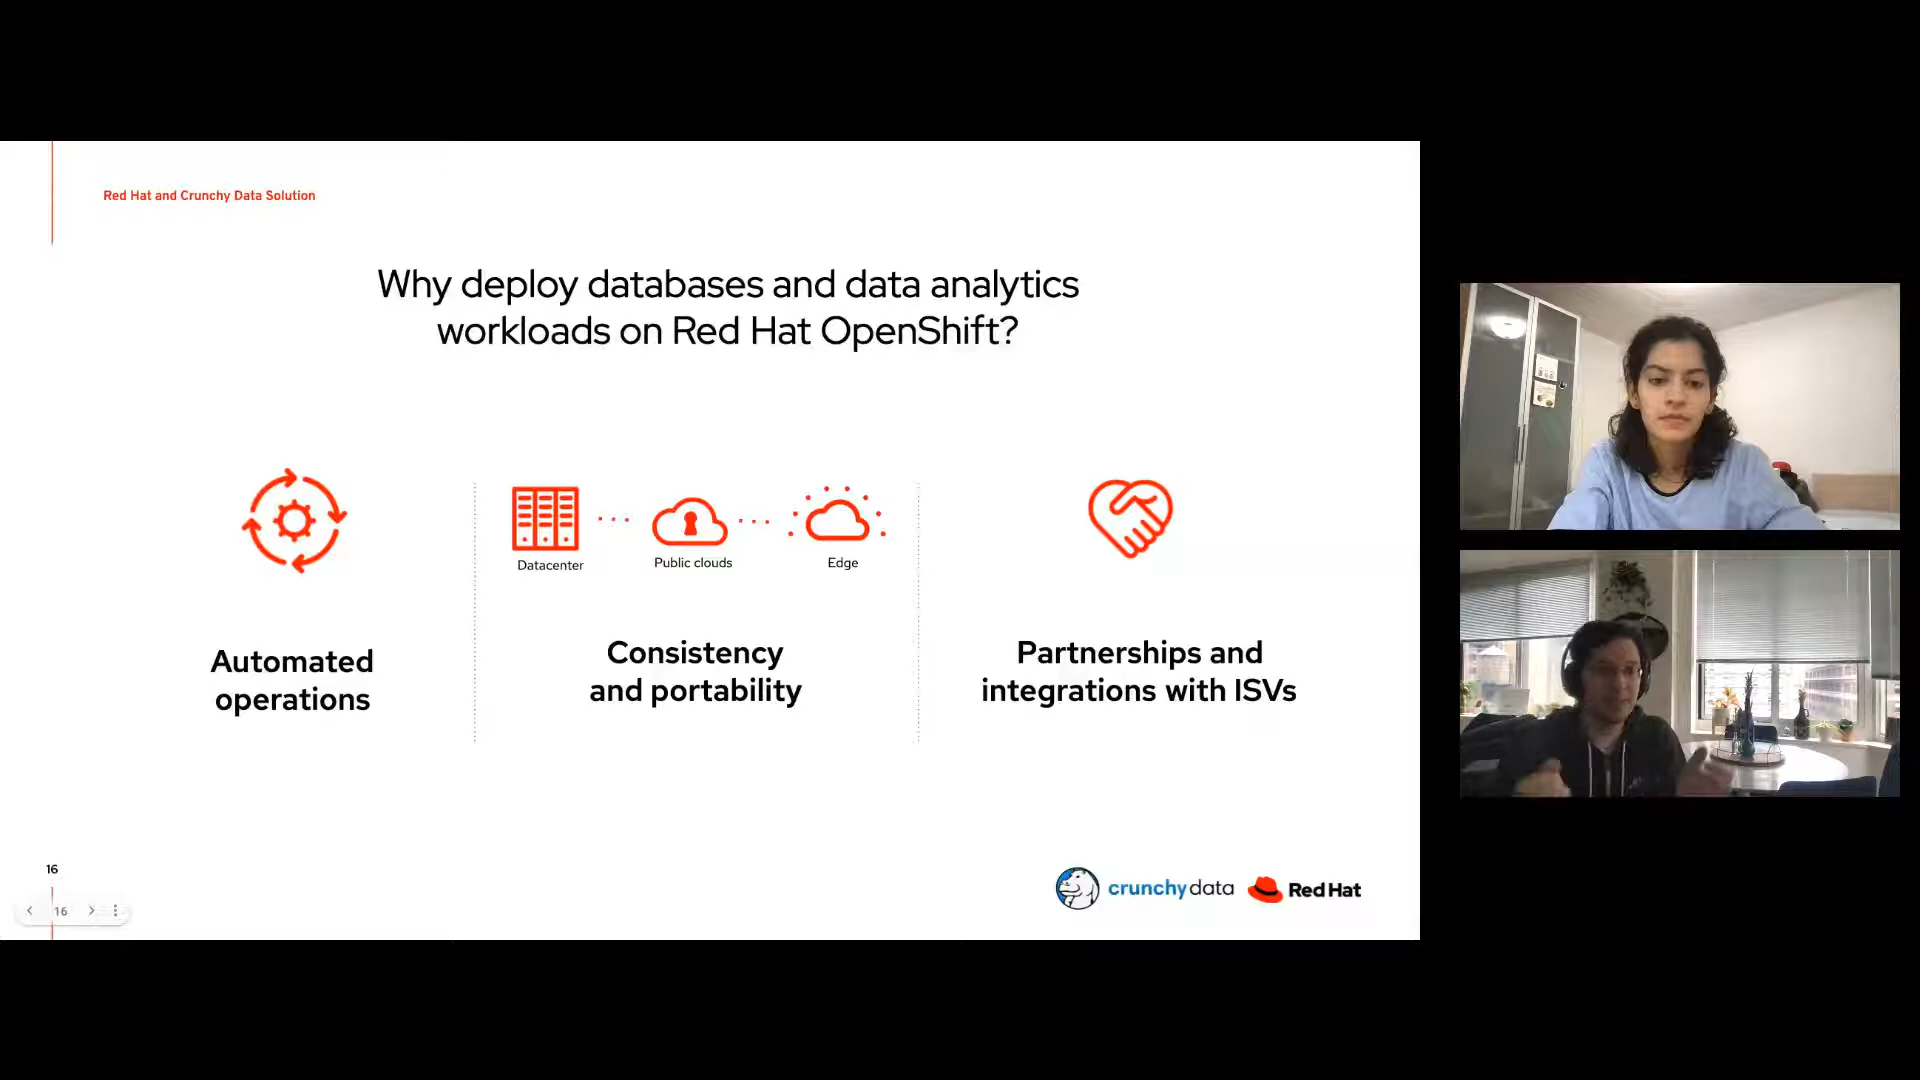 Red Hat and Crunchy Data Solution
Why deploy databases and data analytics
workloads on Red Hat OpenShift?
Datacenter
Public clouds
Edge
Automated
operations
Consistency
and portability
Partnerships and
integrations with ISVs
16
16
crunchydata
Red Hat